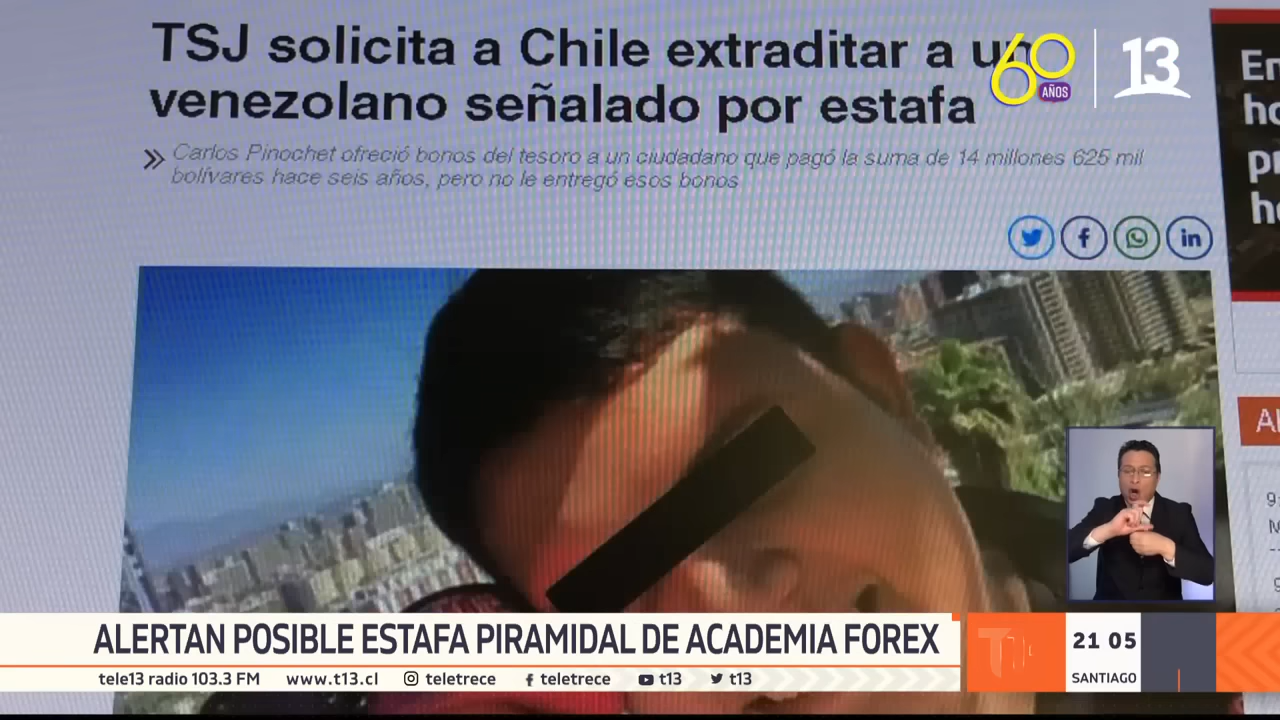 TSJ solicita a Chile extraditar a un
venezolano señalado por estafa
60
AÑOS
13
» Carlos Pinochet ofreció bonos del tesoro a un ciudadano que pagó la suma de 14 millones 625 mil
bolívares hace seis años, pero no le entregó esos bonos
in
ALERTAN POSIBLE ESTAFA PIRAMIDAL DE ACADEMIA FOREX
tele13 radio 103.3 FM www.t13.cl teletrece teletrece t13 t13
T13
21 05
SANTIAGO